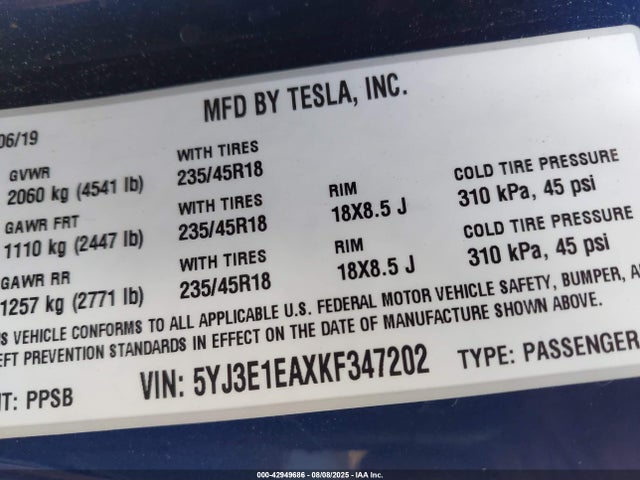 MFD BY TESLA, INC.
06/19
GVWR
2060 kg (4541 lb)
WITH TIRES
235/45R18
GAWR FRT
1110 kg (2447 lb)
WITH TIRES
235/45R18
RIM
18X8.5 J
COLD TIRE PRESSURE
310 kPa, 45 psi
GAWR RR
1257 kg (2771 lb)
WITH TIRES
235/45R18
RIM
18X8.5 J
COLD TIRE PRESSURE
310 kPa, 45 psi
VEHICLE CONFORMS TO ALL APPLICABLE U.S. FEDERAL MOTOR VEHICLE SAFETY, BUMPER,
PREVENTION STANDARDS IN EFFECT ON THE DATE OF MANUFACTURE SHOWN ABOVE.
PPSB VIN: 5YJ3E1EAXKF347202 TYPE: PASSENGER
000-42949686 - 08/08/2025 - IAA Inc.